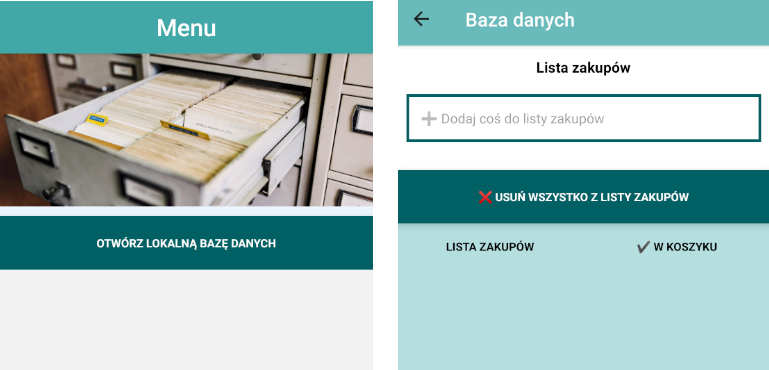 Menu
OTWÓRZ LOKALNĄ BAZĘ DANYCH
Baza danych
Lista zakupów
Dodaj coś do listy zakupów
USUŃ WSZYSTKO Z LISTY ZAKUPÓW
LISTA ZAKUPÓW
W KOSZYKU